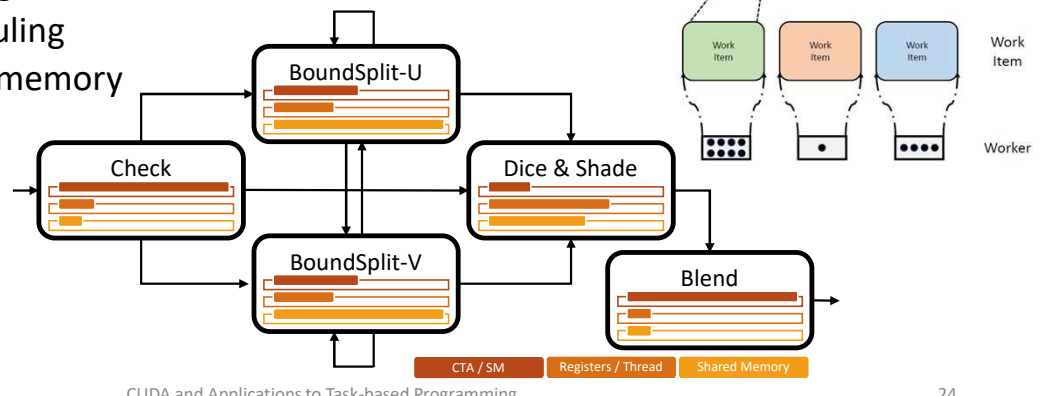 uling
memory
BoundSplit-U
Check
Dice & Shade
BoundSplit-V
Blend
CTA / SM
Registers / Thread
Shared Memory
Work
Item
Work
Item
Work
Item
Work
Item
Worker
CUDA and Applications to Task-based Programming
24